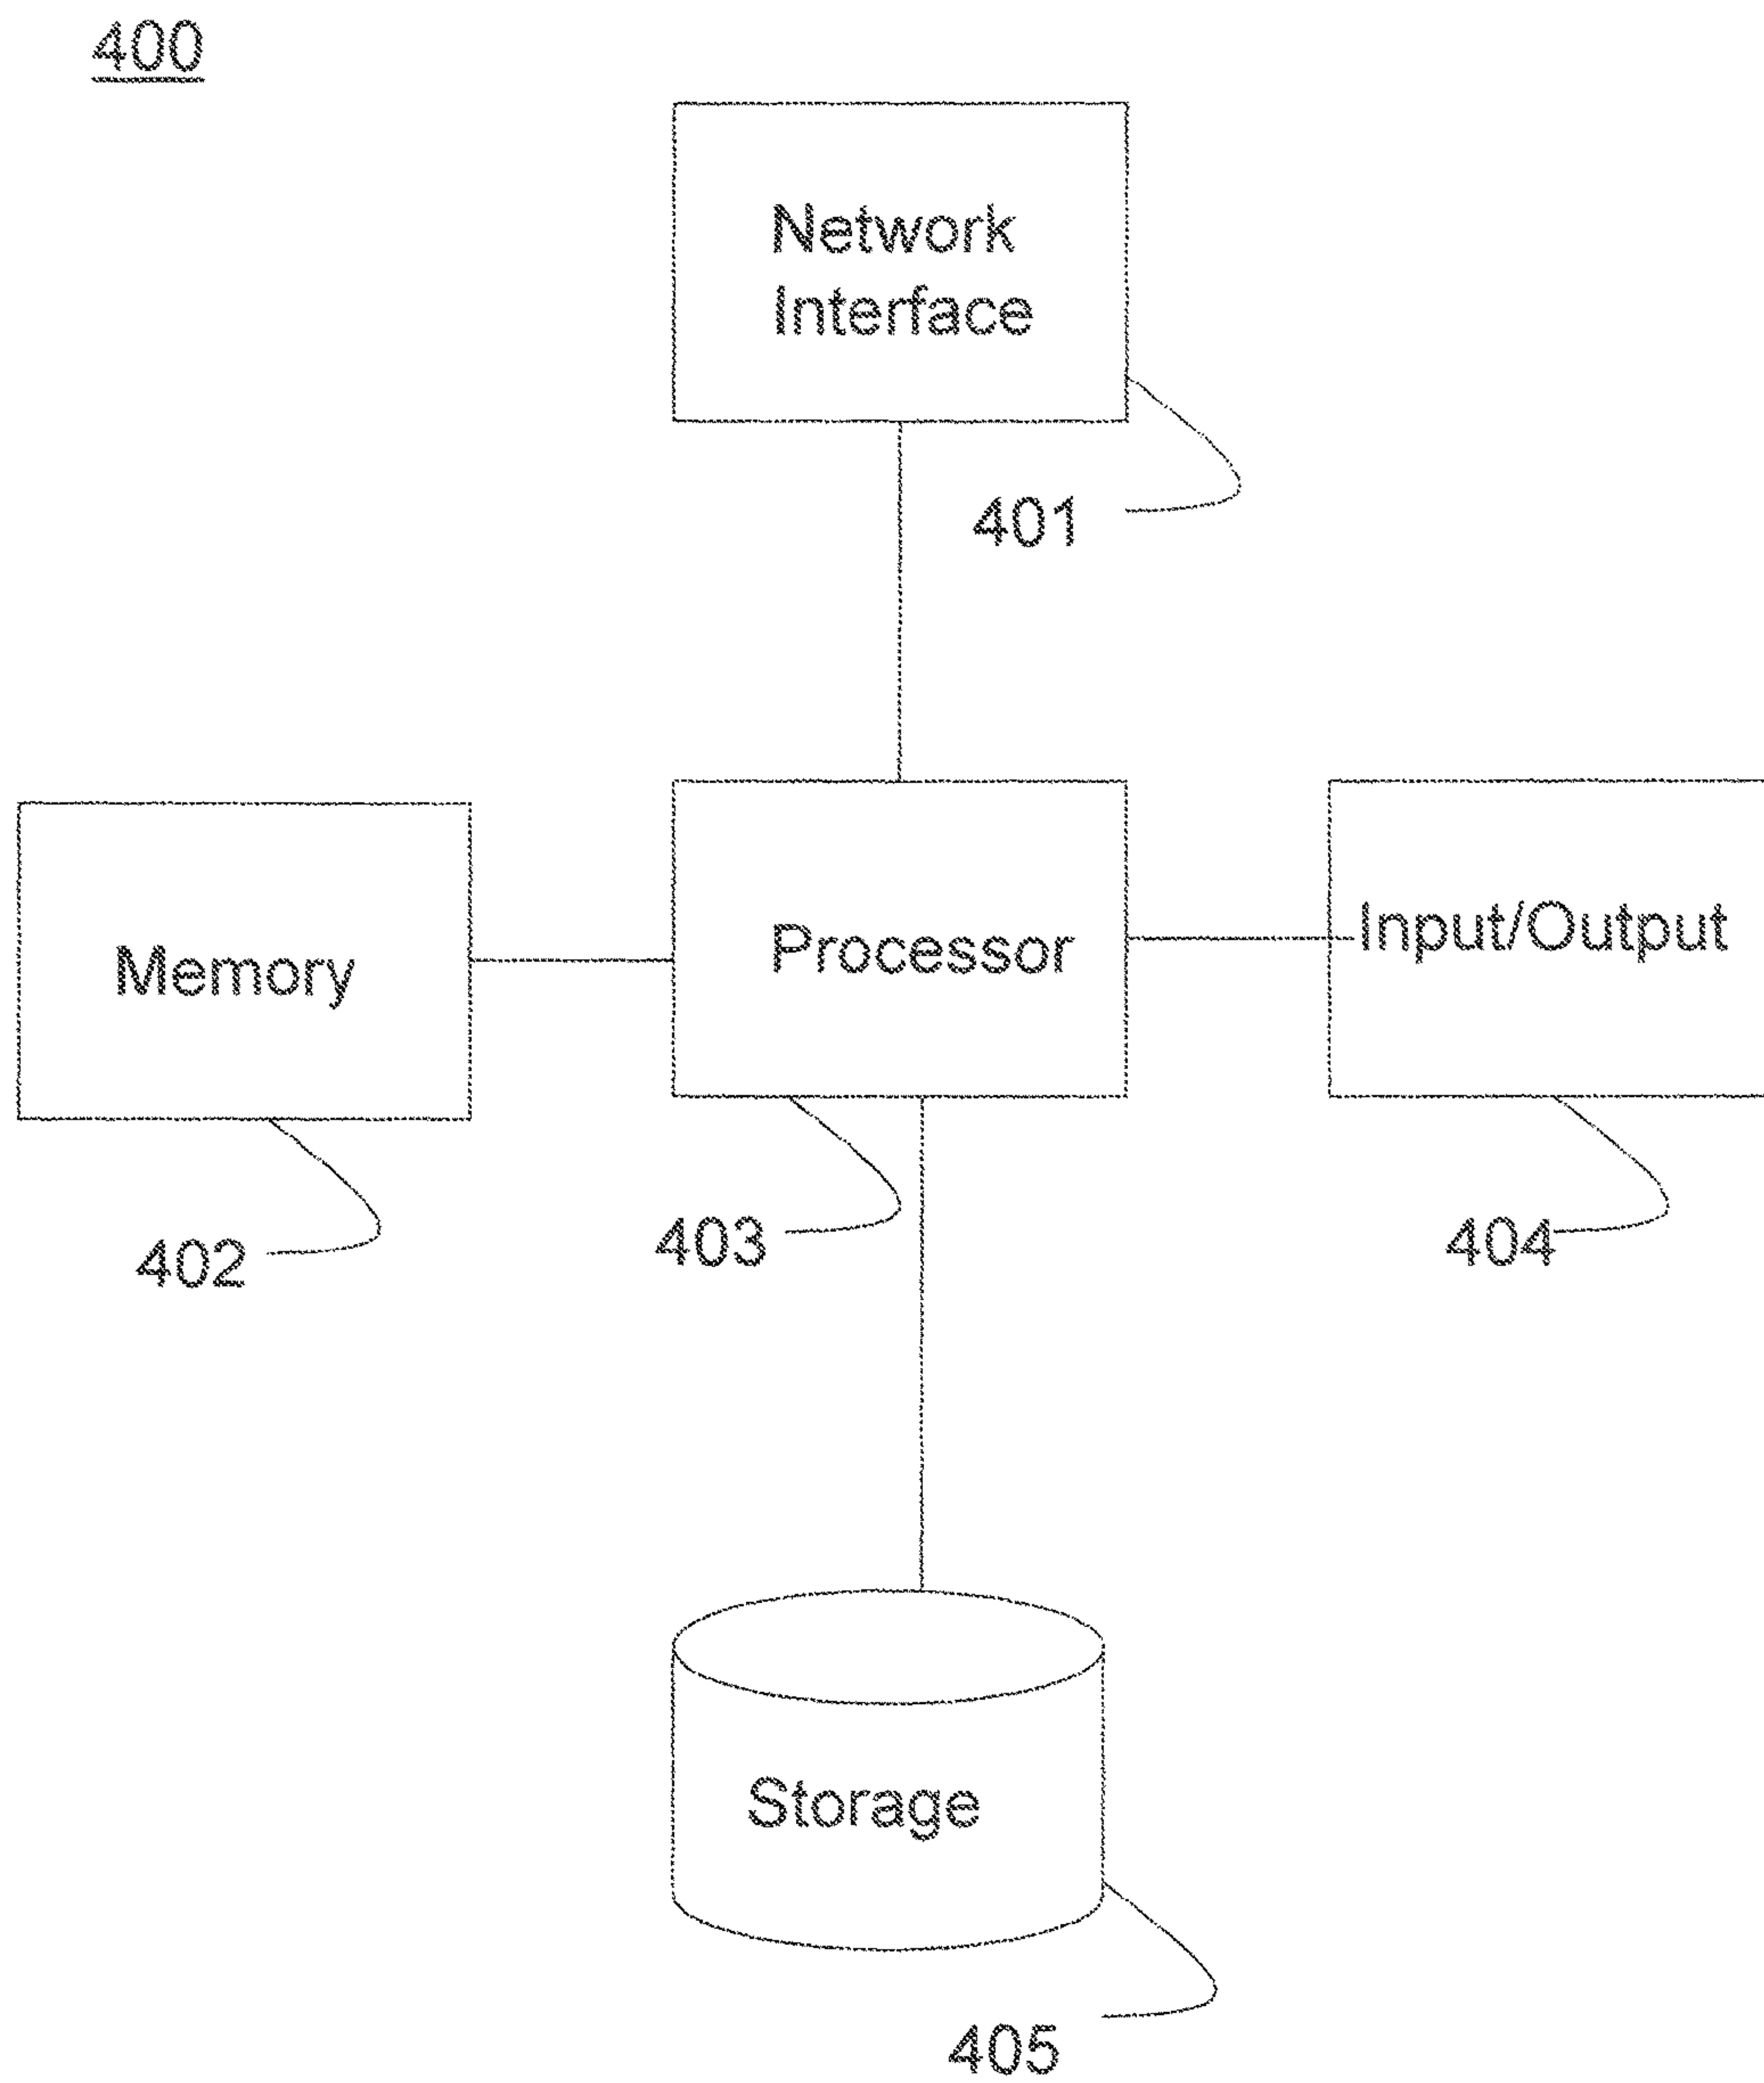 400
Network
Interface
401
Memory
Processor
Input/Output
402
403
404
Storage
405